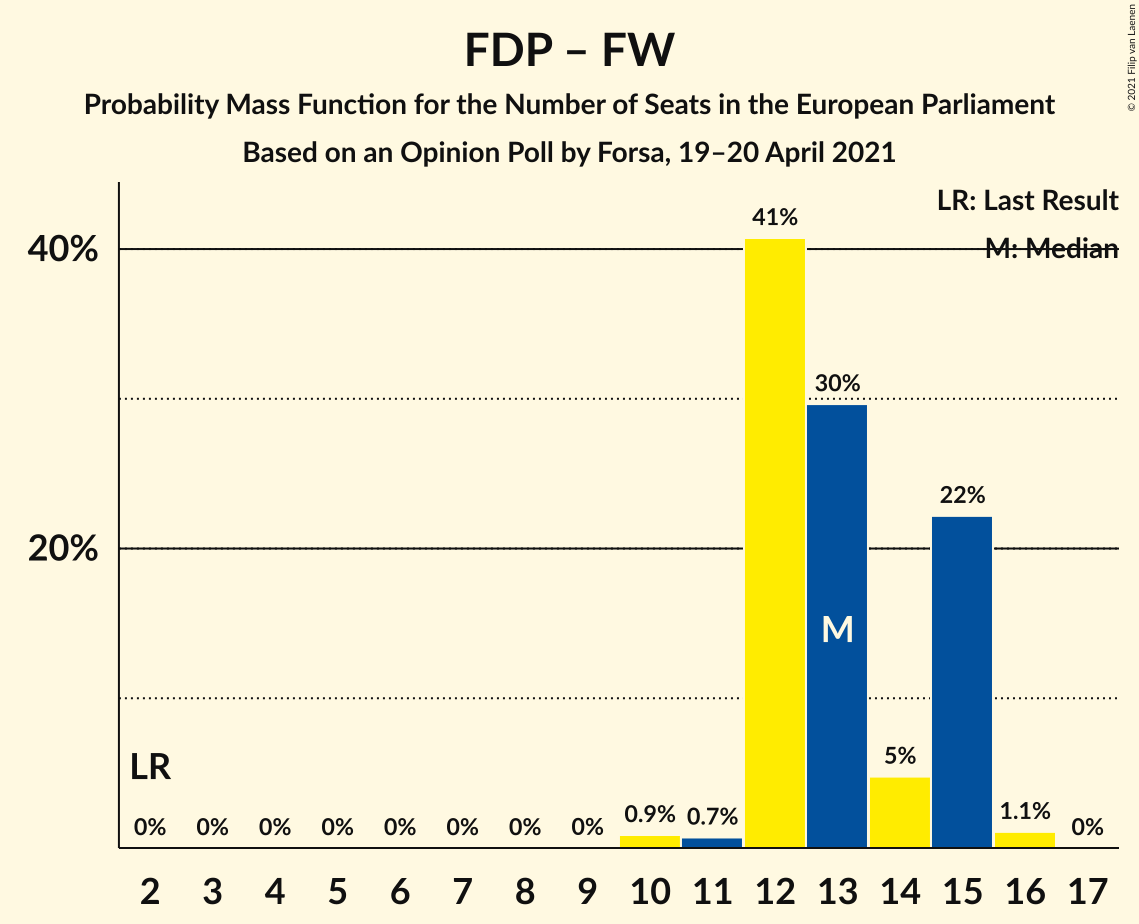 FDP – FW
Probability Mass Function for the Number of Seats in the European Parliament
Based on an Opinion Poll by Forsa, 19–20 April 2021
© 2021 Filip van Laenen
LR: Last Result
M: Median
40%
20%
41%
30%
22%
M
LR
5%
0% 0% 0% 0% 0% 0% 0% 0% 0.9% 0.7% 1.1% 0%
2 3 4 5 6 7 8 9 10 11 12 13 14 15 16 17